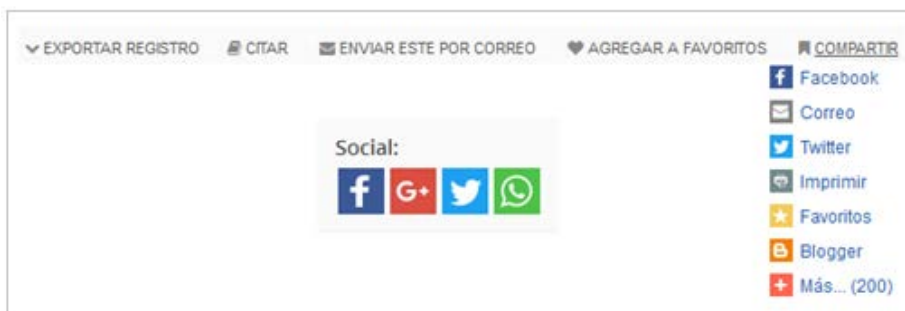 EXPORTAR REGISTRO CITAR ENVIAR ESTE POR CORREO AGREGAR A FAVORITOS COMPARTIR
Facebook
Correo
Twitter
Imprimir
Favoritos
Blogger
Más... (200)
Social:
f G+